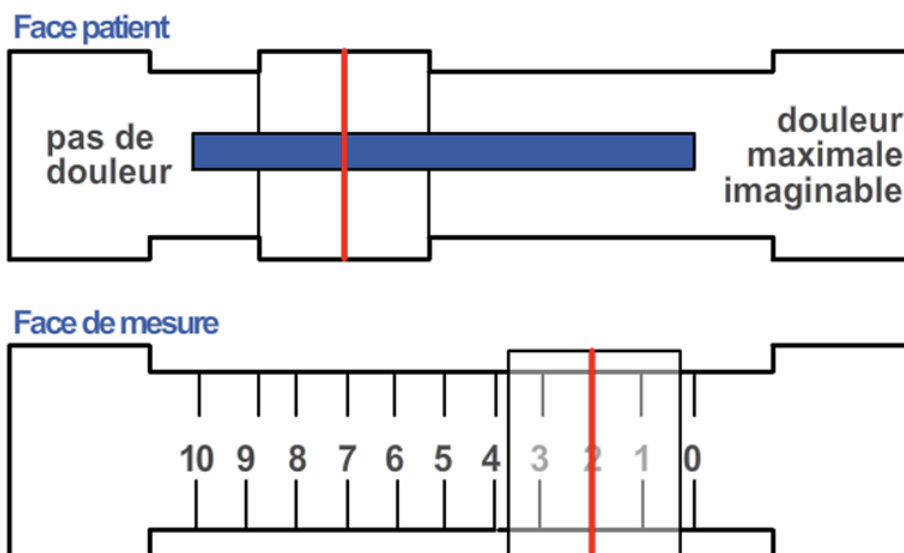 Face patient
pas de
douleur
douleur
maximale
imaginable
Face de mesure
10 9 8 7 6 5 4 3 2 1 0